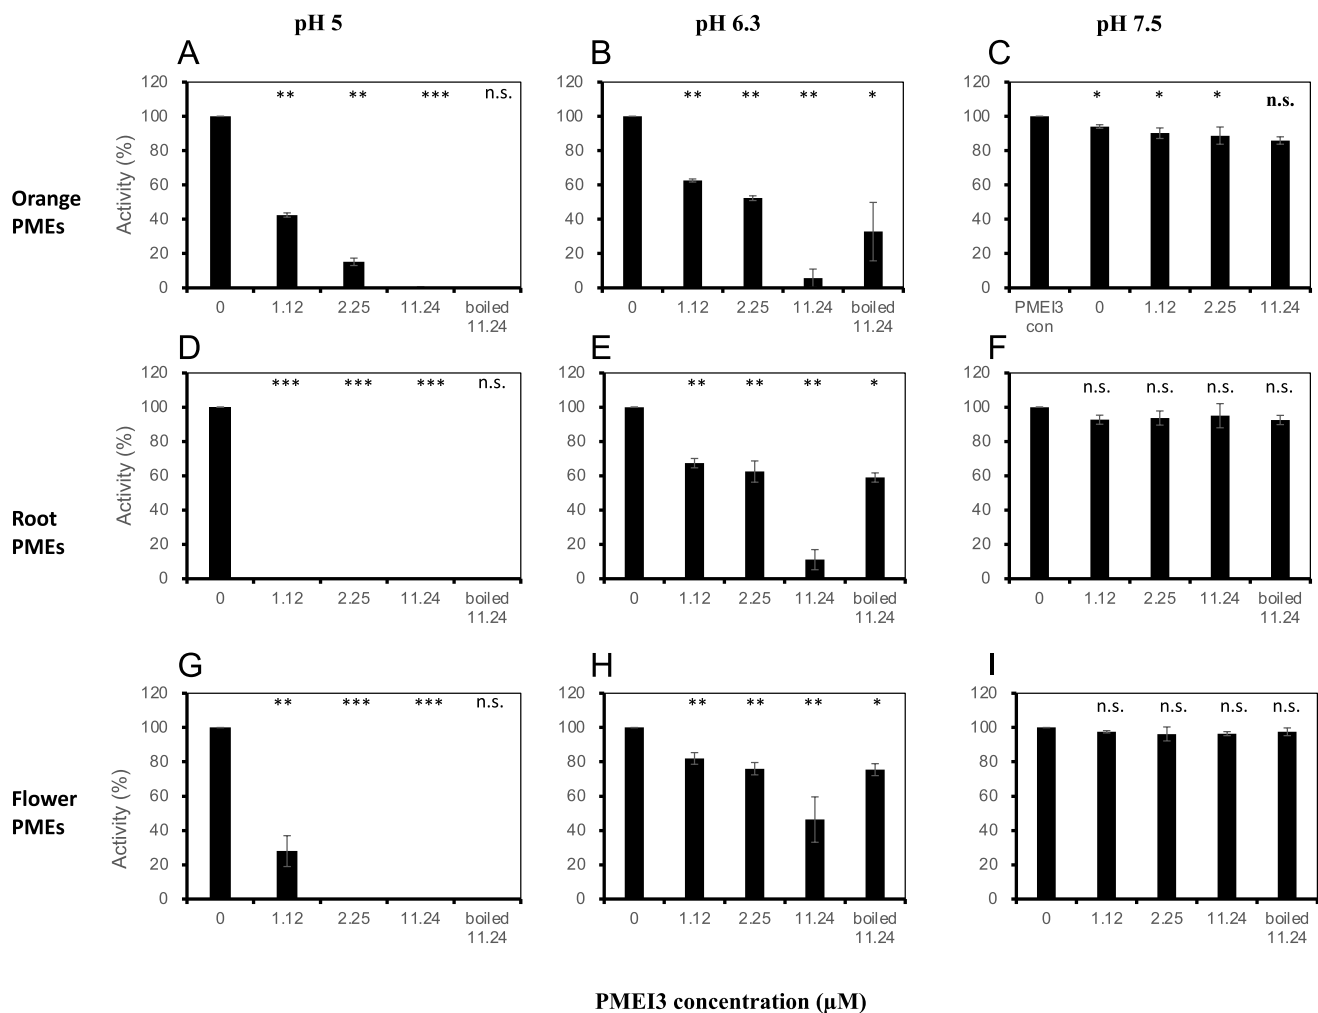 pH 5
pH 6.3
pH 7.5
A
B
C
Orange
PMEs
Activity (%)
120
100
80
60
40
20
0
** ** *** n.s.
0 1.12 2.25 11.24 boiled
11.24
120
100
80
60
40
20
0
** ** ** *
0 1.12 2.25 11.24 boiled
11.24
120
100
80
60
40
20
0
* * * n.s.
PMEI3 0 1.12 2.25 11.24
con
D
E
F
Root
PMEs
Activity (%)
120
100
80
60
40
20
0
*** *** *** n.s.
0 1.12 2.25 11.24 boiled
11.24
120
100
80
60
40
20
0
** ** ** *
0 1.12 2.25 11.24 boiled
11.24
120
100
80
60
40
20
0
n.s. n.s. n.s. n.s.
0 1.12 2.25 11.24 boiled
11.24
G
H
I
Flower
PMEs
Activity (%)
120
100
80
60
40
20
0
** *** *** n.s.
0 1.12 2.25 11.24 boiled
11.24
120
100
80
60
40
20
0
** ** ** *
0 1.12 2.25 11.24 boiled
11.24
120
100
80
60
40
20
0
n.s. n.s. n.s. n.s.
0 1.12 2.25 11.24 boiled
11.24
PMEI3 concentration (μM)